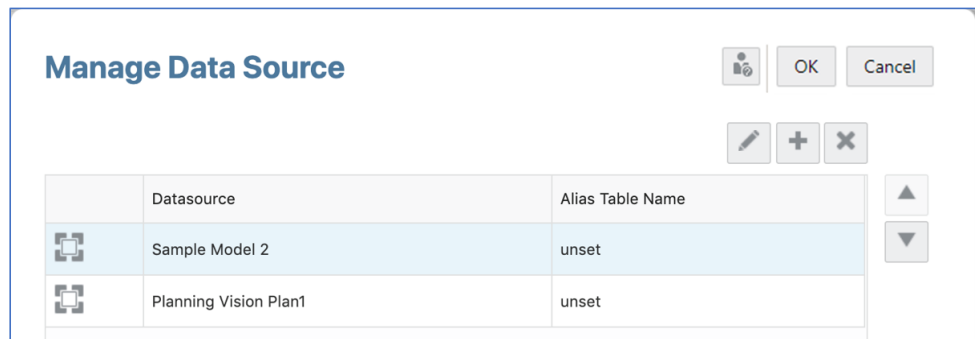 Manage Data Source
OK
Cancel
Datasource
Alias Table Name
Sample Model 2
unset
Planning Vision Plan1
unset